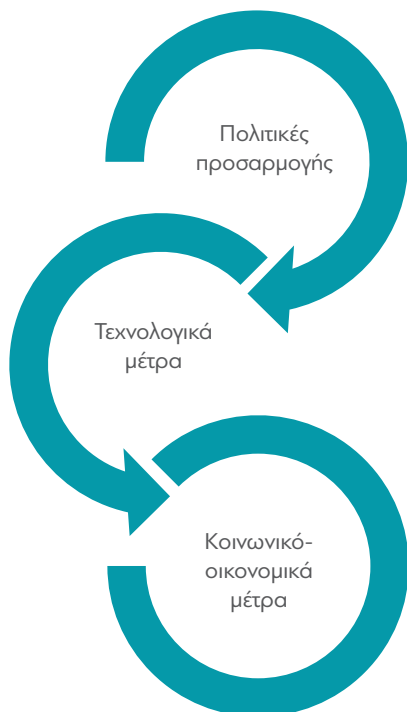 Πολιτικές
προσαρμογής
Τεχνολογικά
μέτρα
Κοινωνικό-
οικονομικά
μέτρα